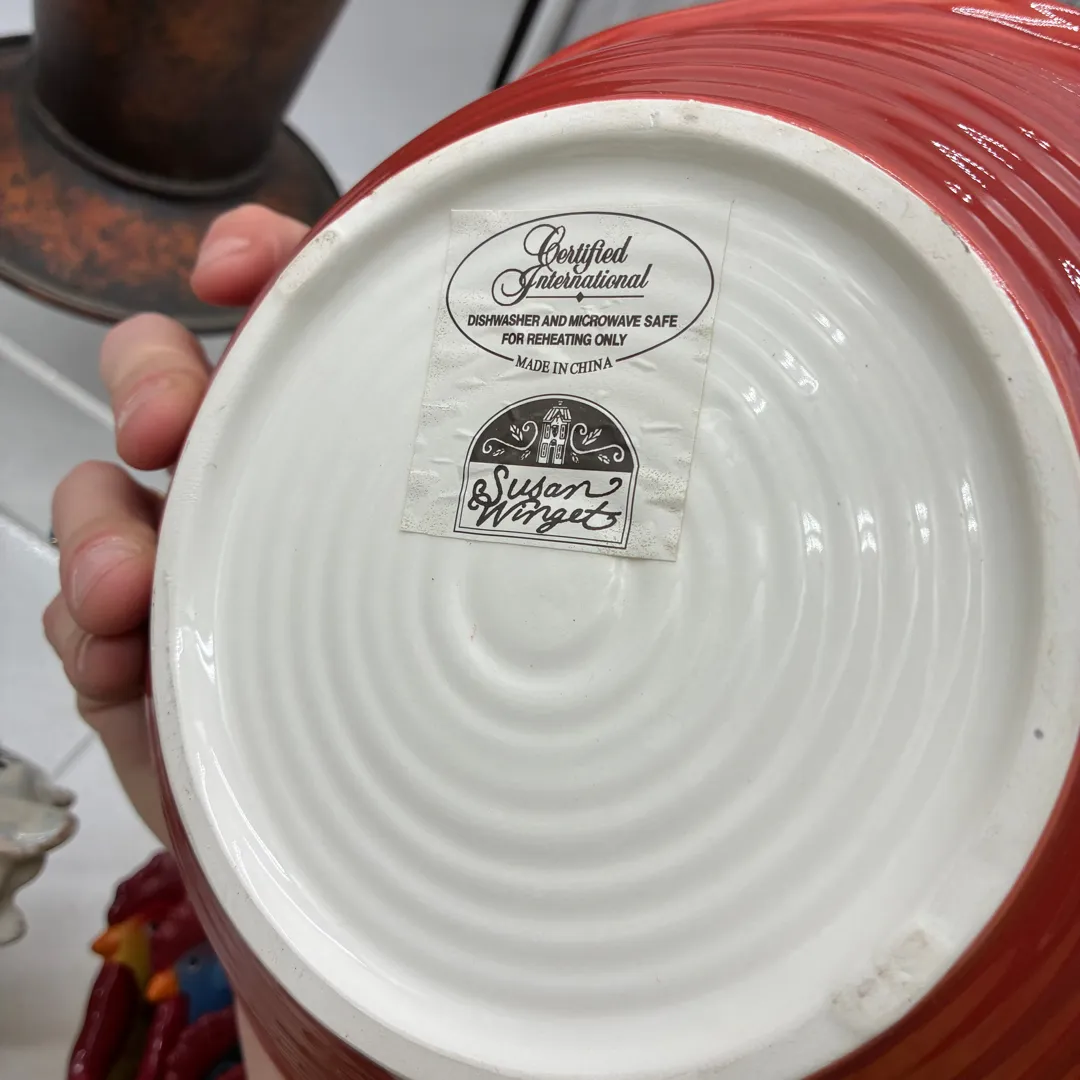 Certified
International
DISHWASHER AND MICROWAVE SAFE
FOR REHEATING ONLY
MADE IN CHINA
Susan
Winget